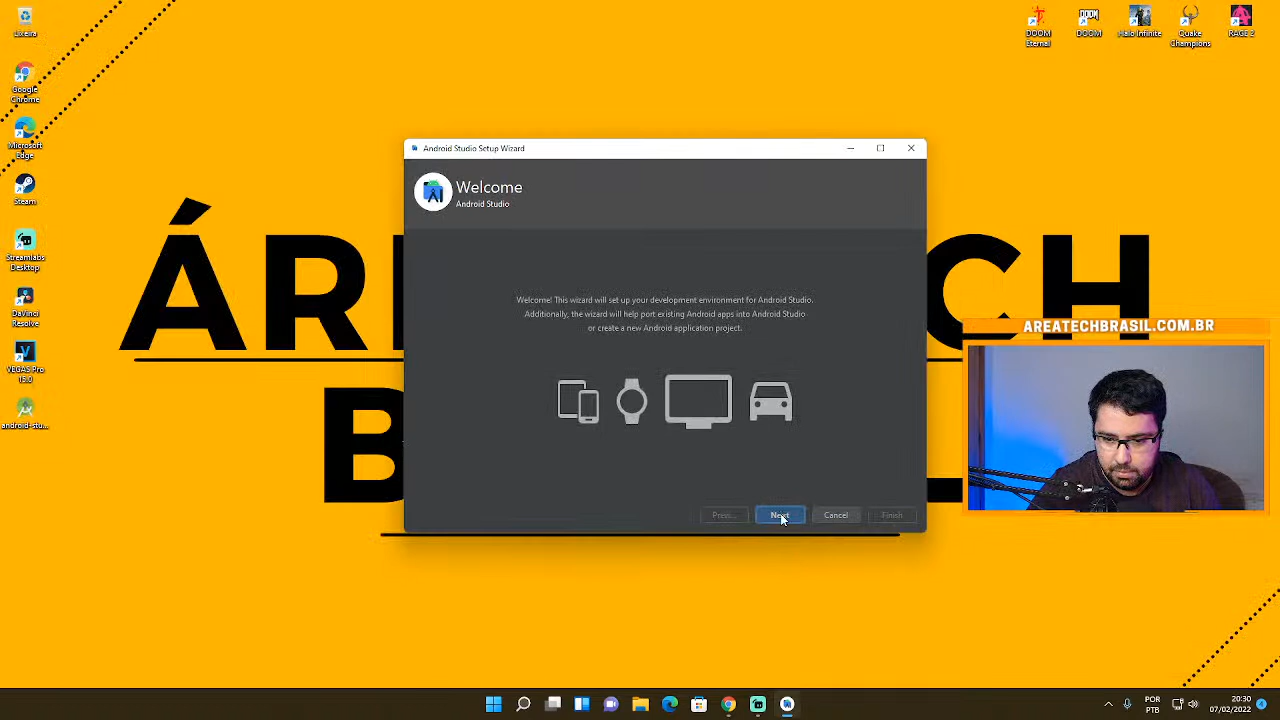 Lixeira
Google
Chrome
Microsoft
Edge
Steam
Streamlabs
Desktop
DaVinci
Resolve
VEGAS Pro
15.0
android-stu...
DOOM
Eternal
DOOM
Halo Infinite
Quake
Champions
RAGE 2
Android Studio Setup Wizard
Welcome
Android Studio
Welcome! This wizard will set up your development environment for Android Studio.
Additionally, the wizard will help port existing Android apps into Android Studio
or create a new Android application project.
Next
Cancel
Finish
AREATECHBRASIL.COM.BR
POR
PTB
20:30
07/02/2022